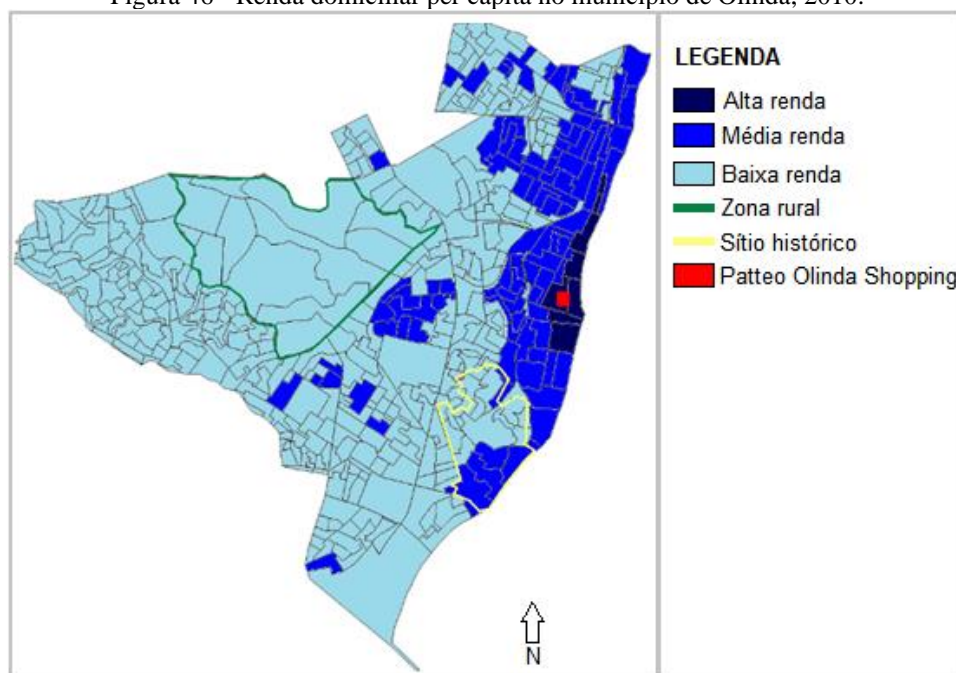 Figura 46 - Renda domiciliar per capita no município de Olinda, 2010.
LEGENDA
Alta renda
Média renda
Baixa renda
Zona rural
Sítio histórico
Patteo Olinda Shopping
N